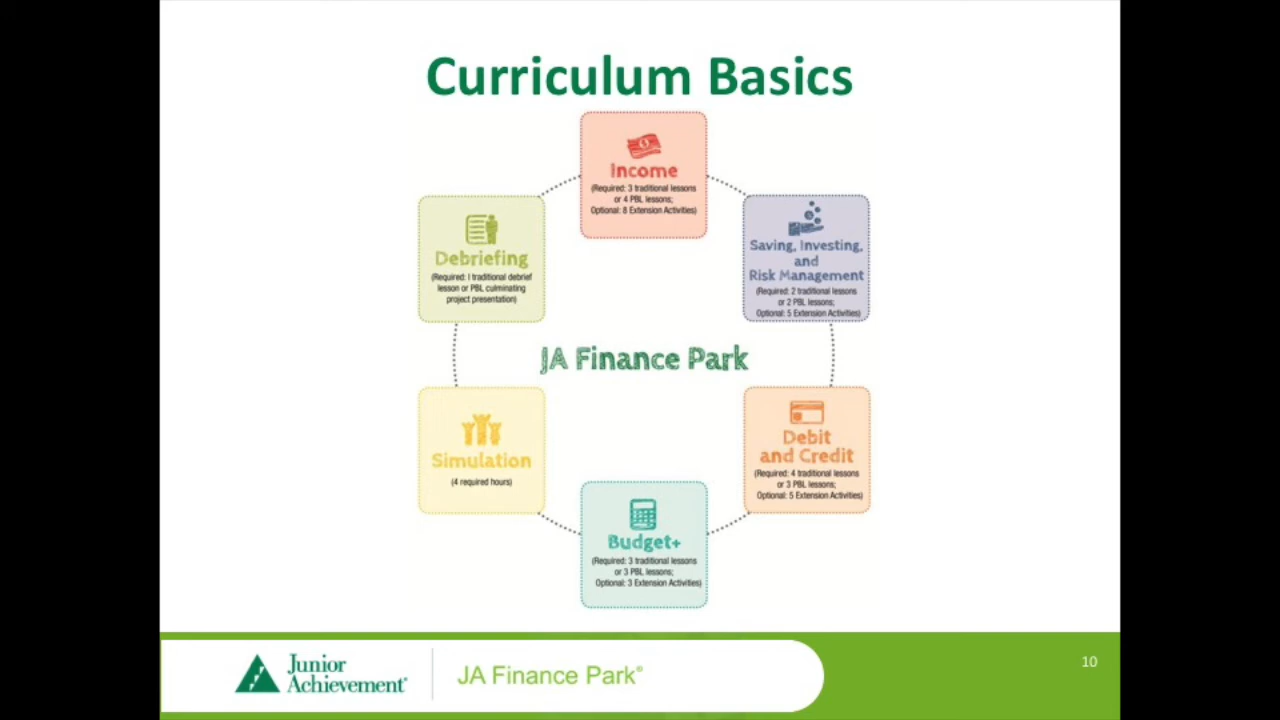 Curriculum Basics
Income
(Required: 3 traditional lessons
or 4 PBL lessons;
Optional: 8 Extension Activities)
Saving, Investing,
and
Risk Management
(Required: 2 traditional lessons
or 2 PBL lessons;
Optional: 5 Extension Activities)
Debit
and Credit
(Required: 4 traditional lessons
or 3 PBL lessons;
Optional: 5 Extension Activities)
Budget+
(Required: 3 traditional lessons
or 3 PBL lessons;
Optional: 3 Extension Activities)
Simulation
(4 required hours)
Debriefing
(Required: 1 traditional debrief
lesson or PBL culminating
project presentation)
JA Finance Park
Junior
Achievement®
JA Finance Park®
10